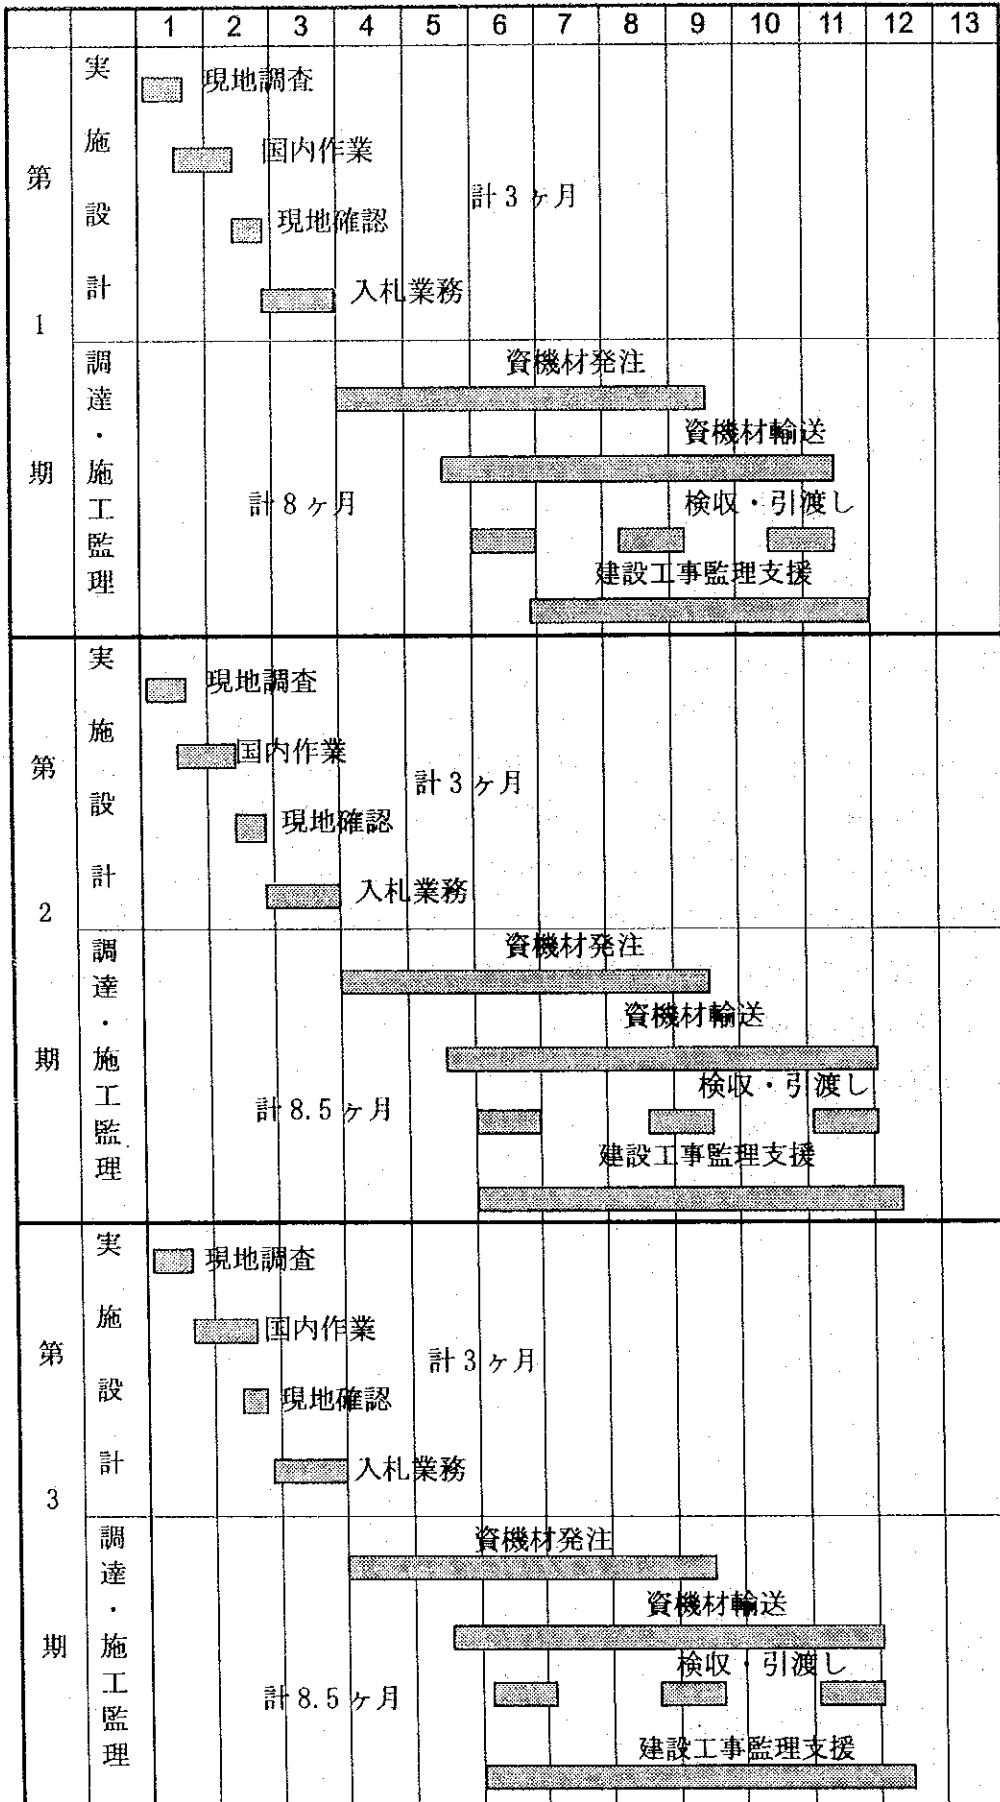 1 2 3 4 5 6 7 8 9 10 11 12 13
第1期
実施設計
現地調査
国内作業
計3ヶ月
現地確認
入札業務
調達・施工監理
資機材発注
資機材輸送
計8ヶ月
検収・引渡し
建設工事監理支援
第2期
実施設計
現地調査
国内作業
計3ヶ月
現地確認
入札業務
調達・施工監理
資機材発注
資機材輸送
検収・引渡し
計8.5ヶ月
建設工事監理支援
第3期
実施設計
現地調査
国内作業
計3ヶ月
現地確認
入札業務
調達・施工監理
資機材発注
資機材輸送
検収・引渡し
計8.5ヶ月
建設工事監理支援